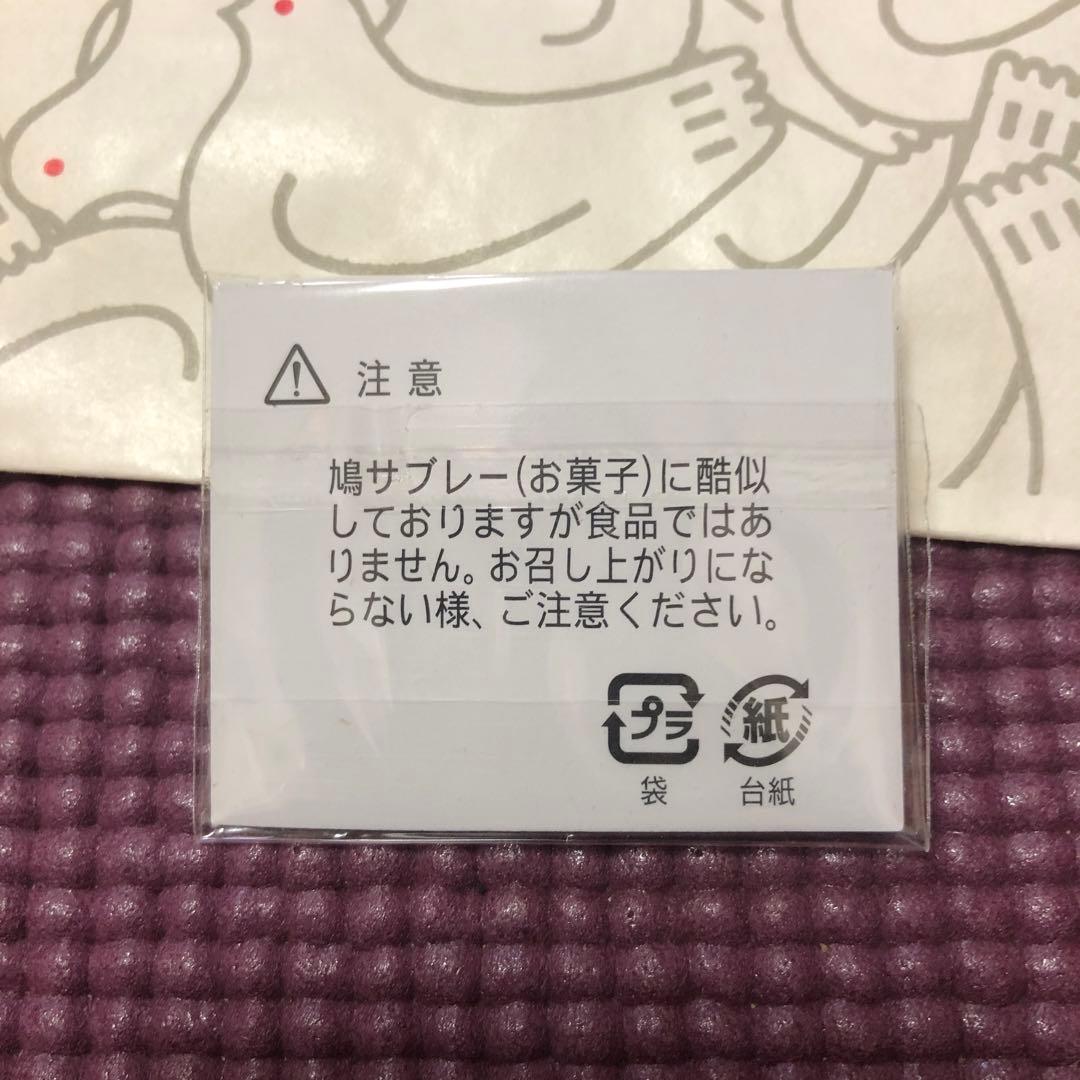 注意
鳩サブレー(お菓子)に酷似
しておりますが食品ではあ
りません。お召し上がりにな
らない様、ご注意ください。
プラ 紙
袋 台紙